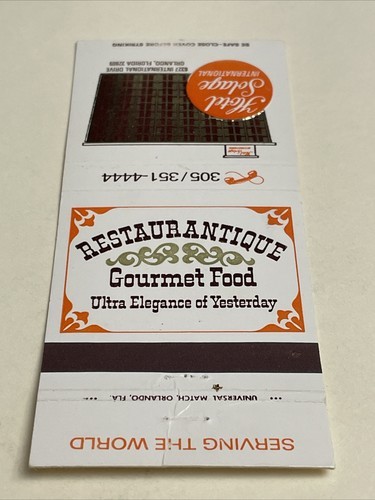 BE SAFE - CLOSE COVER BEFORE STRIKING
ORLANDO, FLORIDA 32809
INTERNATIONAL DRIVE
Hotel
Solage
INTERNATIONAL
305/351-4444
RESTAURANTIQUE
Gourmet Food
Ultra Elegance of Yesterday
UNIVERSAL MATCH, ORLANDO, FLA.
SERVING THE WORLD